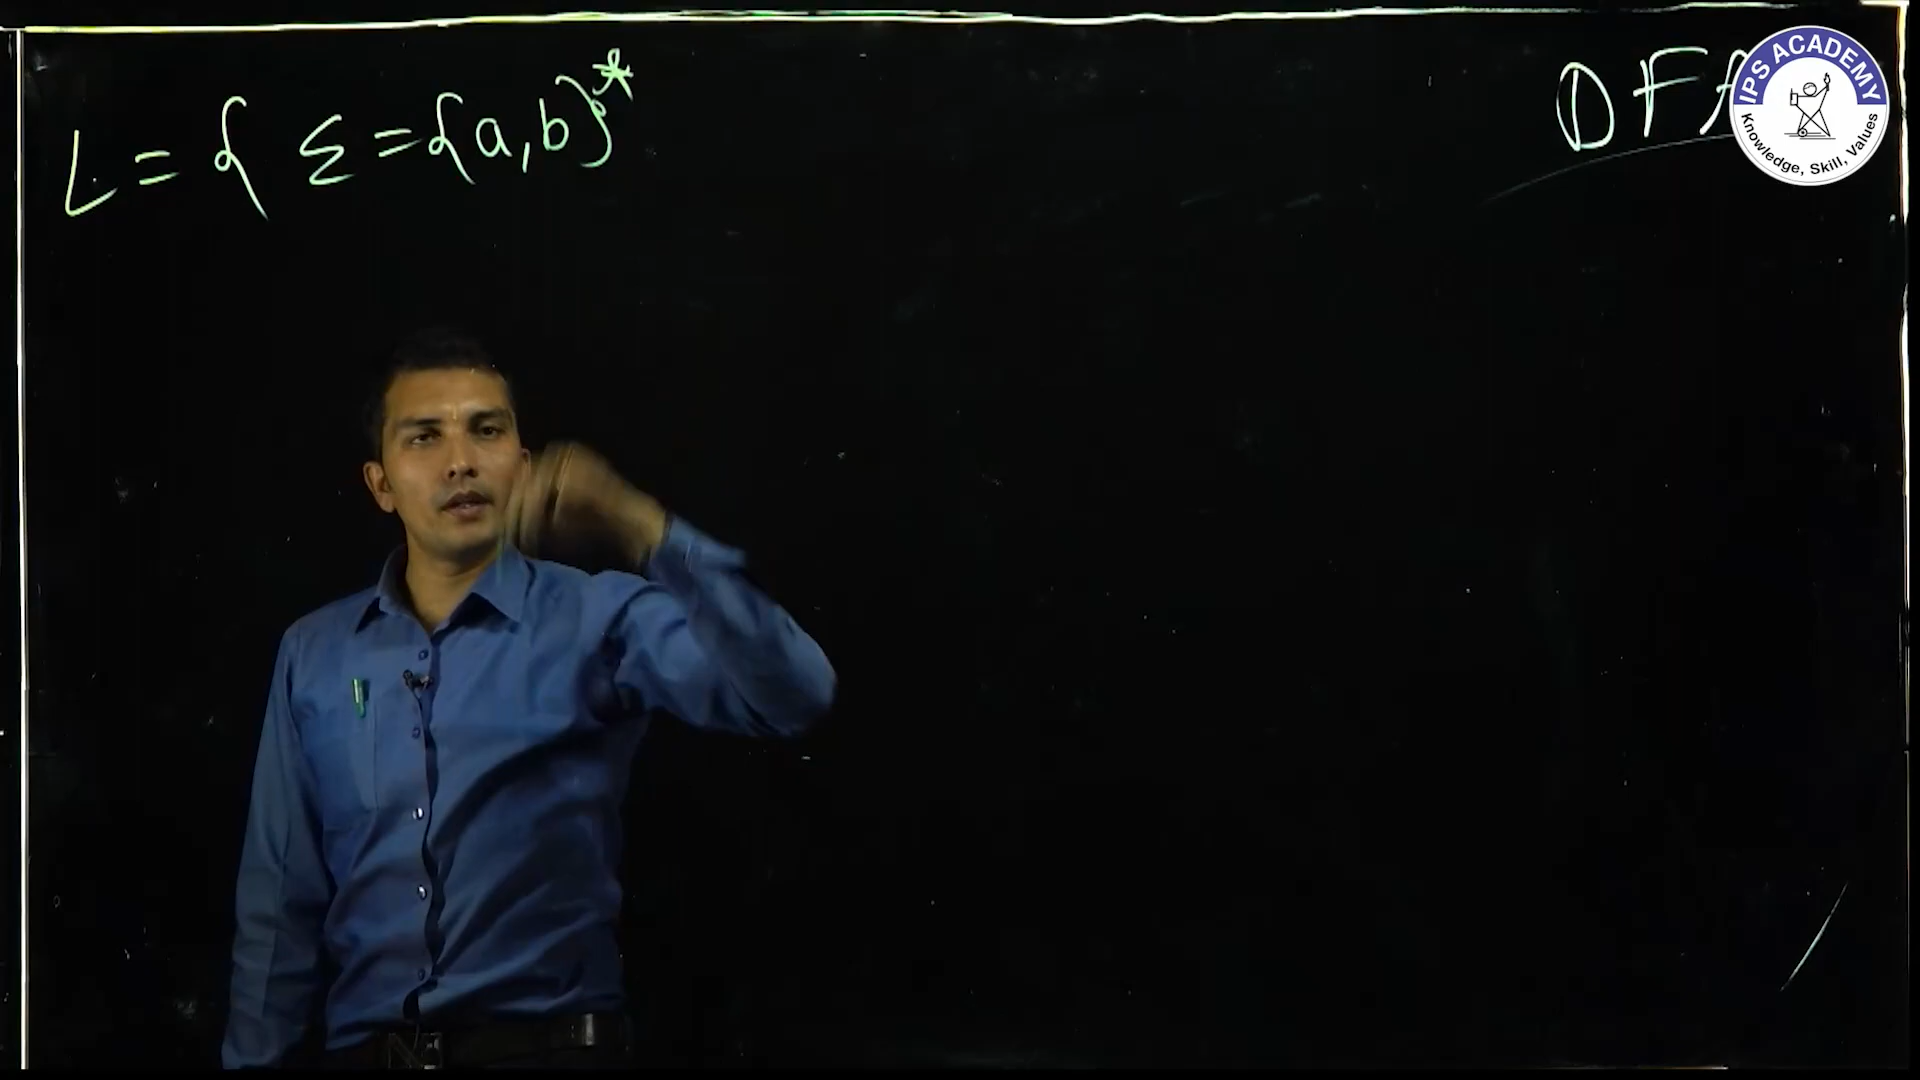 L = { Σ = {a, b}*
DFA
IPS ACADEMY
Knowledge, Skill, Values